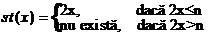 st(x) = { 2x, dacă 2x≤n
nu există, dacă 2x>n